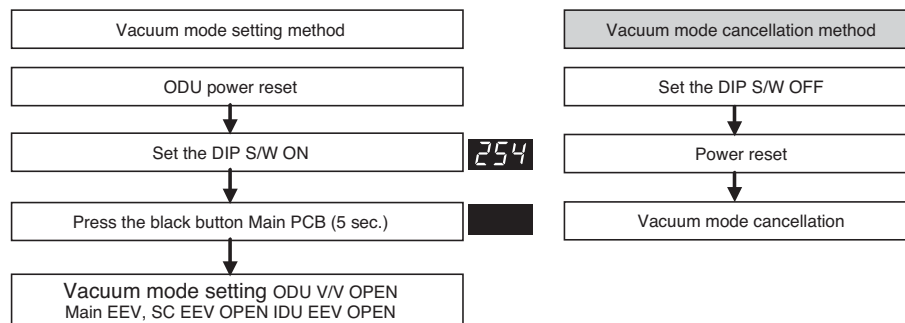 Vacuum mode setting method
ODU power reset
Set the DIP S/W ON
254
Press the black button Main PCB (5 sec.)
Vacuum mode setting ODU V/V OPEN
Main EEV, SC EEV OPEN IDU EEV OPEN
Vacuum mode cancellation method
Set the DIP S/W OFF
Power reset
Vacuum mode cancellation